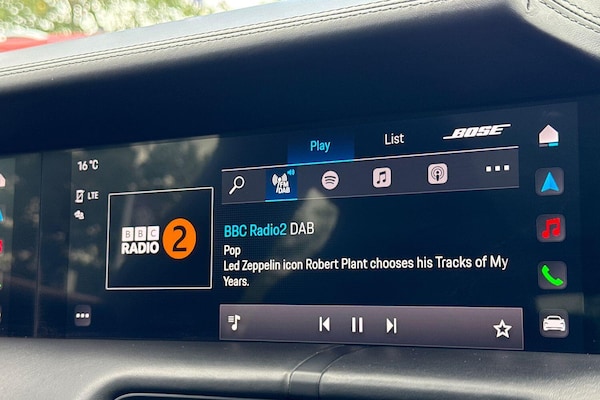 Play
List
BOSE
16 °C
LTE
FM
/DAB
BBC
RADIO 2
BBC Radio2 DAB
Pop
Led Zeppelin icon Robert Plant chooses his Tracks of My
Years.